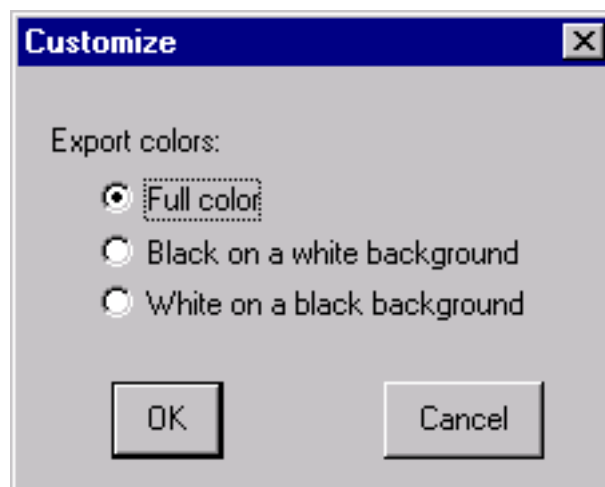 Customize
Export colors:
Full color
Black on a white background
White on a black background
OK Cancel